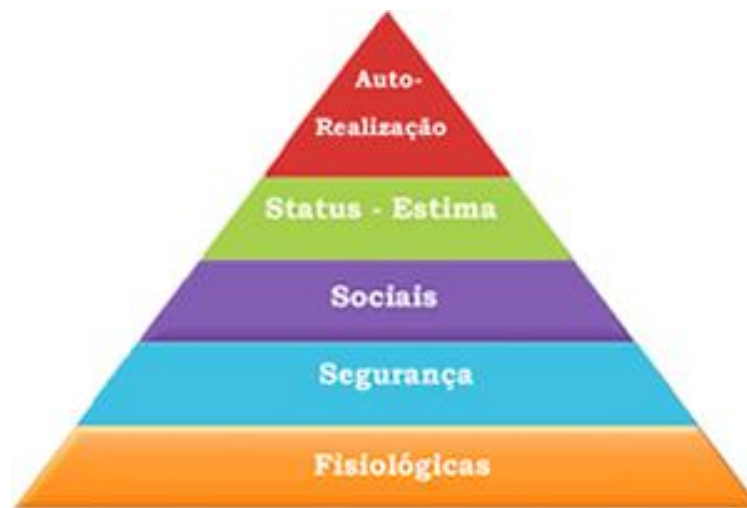 Auto-
Realização
Status - Estima
Sociais
Segurança
Fisiológicas